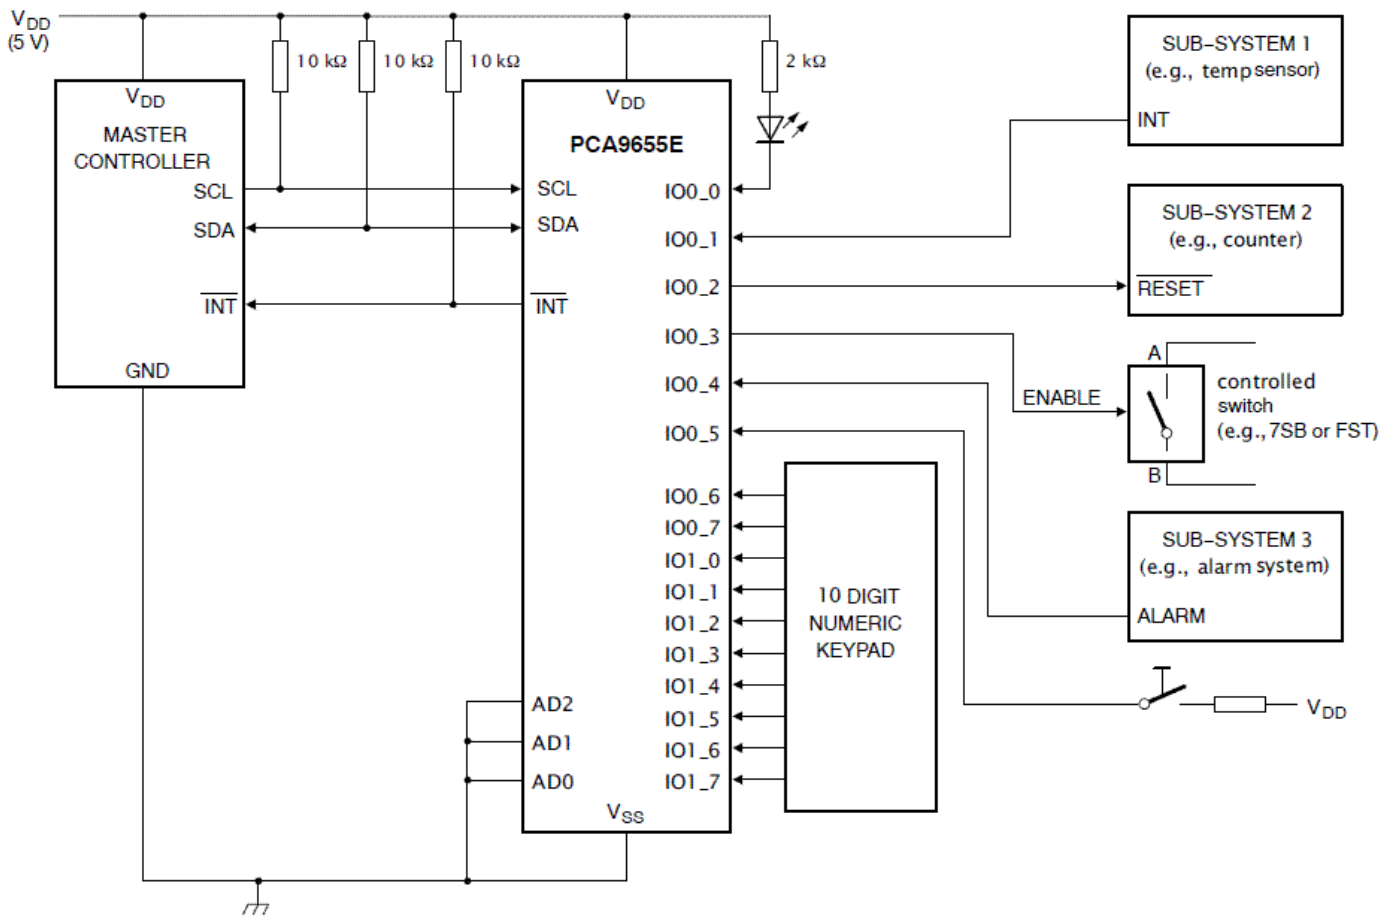 VDD
(5 V)
10 kΩ
10 kΩ
10 kΩ
2 kΩ
VDD
MASTER
CONTROLLER
SCL
SDA
INT
GND
VDD
PCA9655E
SCL
SDA
INT
AD2
AD1
AD0
VSS
IO0_0
IO0_1
IO0_2
IO0_3
IO0_4
IO0_5
IO0_6
IO0_7
IO1_0
IO1_1
IO1_2
IO1_3
IO1_4
IO1_5
IO1_6
IO1_7
10 DIGIT
NUMERIC
KEYPAD
SUB-SYSTEM 1
(e.g., temp sensor)
INT
SUB-SYSTEM 2
(e.g., counter)
RESET
A
ENABLE
B
controlled
switch
(e.g., 7SB or FST)
SUB-SYSTEM 3
(e.g., alarm system)
ALARM
VDD